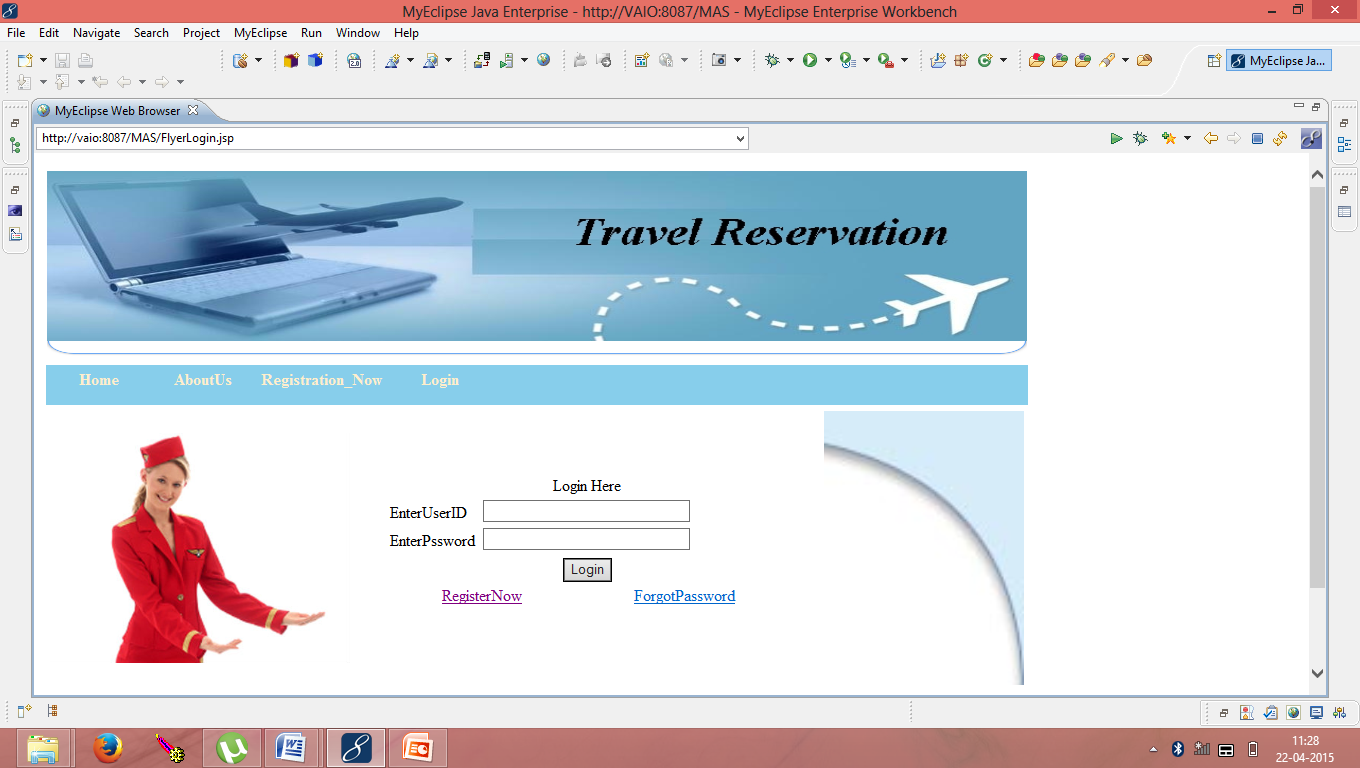 MyEclipse Java Enterprise - http://VAIO:8087/MAS - MyEclipse Enterprise Workbench
File Edit Navigate Search Project MyEclipse Run Window Help
2.0
MyEclipse Ja...
MyEclipse Web Browser
http://vaio:8087/MAS/FlyerLogin.jsp
Travel Reservation
Home AboutUs Registration_Now Login
Login Here
EnterUserID
EnterPssword
Login
RegisterNow ForgotPassword
11:28
22-04-2015